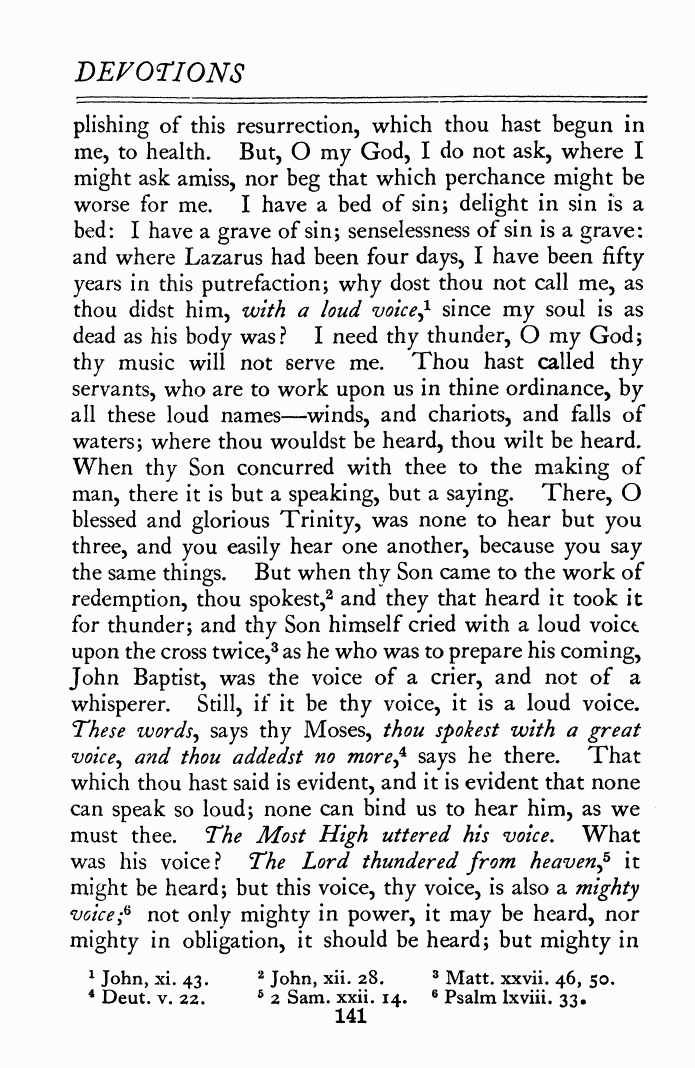 DEVOTIONS
plishing of this resurrection, which thou hast begun in
me, to health. But, O my God, I do not ask, where I
might ask amiss, nor beg that which perchance might be
worse for me. I have a bed of sin; delight in sin is a
bed: I have a grave of sin; senselessness of sin is a grave:
and where Lazarus had been four days, I have been fifty
years in this putrefaction; why dost thou not call me, as
thou didst him, with a loud voice,¹ since my soul is as
dead as his body was? I need thy thunder, O my God;
thy music will not serve me. Thou hast called thy
servants, who are to work upon us in thine ordinance, by
all these loud names—winds, and chariots, and falls of
waters; where thou wouldst be heard, thou wilt be heard.
When thy Son concurred with thee to the making of
man, there it is but a speaking, but a saying. There, O
blessed and glorious Trinity, was none to hear but you
three, and you easily hear one another, because you say
the same things. But when thy Son came to the work of
redemption, thou spokest,² and they that heard it took it
for thunder; and thy Son himself cried with a loud voice
upon the cross twice,³ as he who was to prepare his coming,
John Baptist, was the voice of a crier, and not of a
whisperer. Still, if it be thy voice, it is a loud voice.
These words, says thy Moses, thou spokest with a great
voice, and thou addedst no more,⁴ says he there. That
which thou hast said is evident, and it is evident that none
can speak so loud; none can bind us to hear him, as we
must thee. The Most High uttered his voice. What
was his voice? The Lord thundered from heaven,⁵ it
might be heard; but this voice, thy voice, is also a mighty
voice;⁶ not only mighty in power, it may be heard, nor
mighty in obligation, it should be heard; but mighty in
¹ John, xi. 43. ² John, xii. 28. ³ Matt. xxvii. 46, 50.
⁴ Deut. v. 22. ⁵ 2 Sam. xxii. 14. ⁶ Psalm lxviii. 33.
141